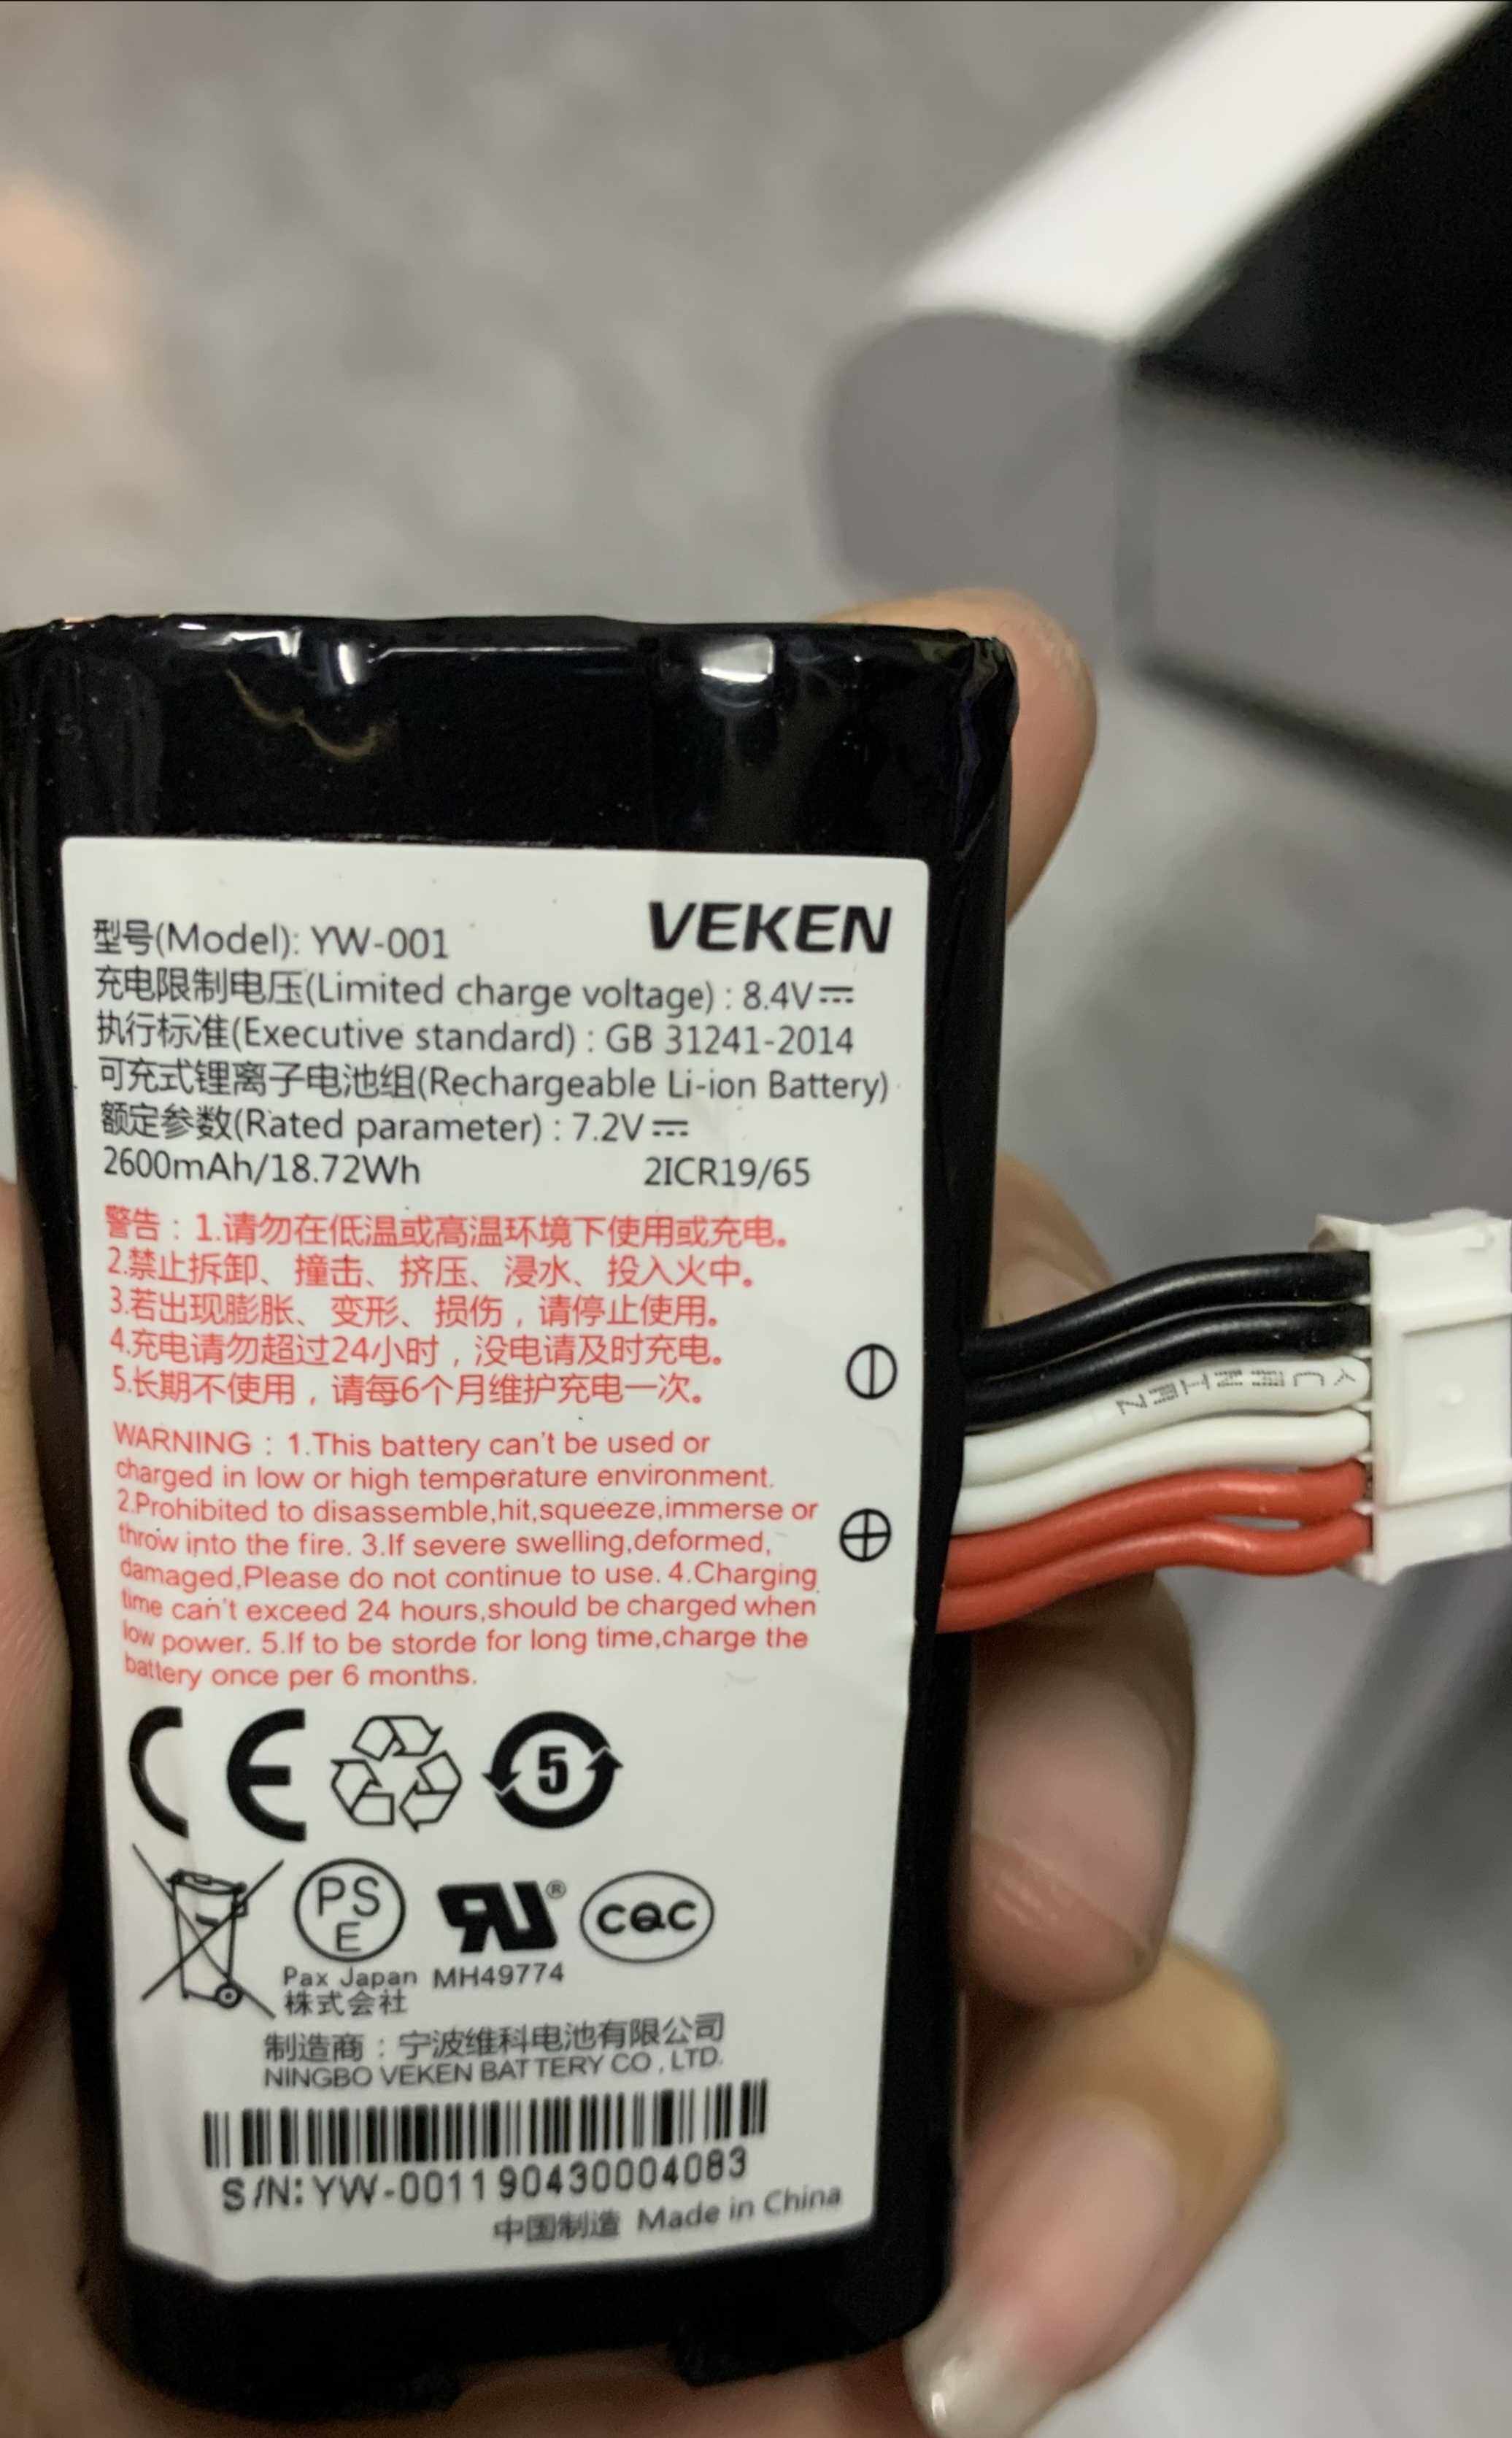 型号(Model): YW-001 VEKEN
充电限制电压(Limited charge voltage) : 8.4V⎓
执行标准(Executive standard) : GB 31241-2014
可充式锂离子电池组(Rechargeable Li-ion Battery)
额定参数(Rated parameter) : 7.2V⎓
2600mAh/18.72Wh 2ICR19/65
警告：1.请勿在低温或高温环境下使用或充电。
2.禁止拆卸、撞击、挤压、浸水、投入火中。
3.若出现膨胀、变形、损伤，请停止使用。
4.充电请勿超过24小时，没电请及时充电。
5.长期不使用，请每6个月维护充电一次。
WARNING : 1.This battery can't be used or
charged in low or high temperature environment.
2.Prohibited to disassemble,hit,squeeze,immerse or
throw into the fire. 3.If severe swelling,deformed,
damaged,Please do not continue to use. 4.Charging
time can't exceed 24 hours,should be charged when
low power. 5.If to be storde for long time,charge the
battery once per 6 months.
CE 5
PS
E
RU® CQC
Pax Japan MH49774
株式会社
制造商：宁波维科电池有限公司
NINGBO VEKEN BATTERY CO., LTD.
S/N: YW-001190430004083
中国制造 Made in China